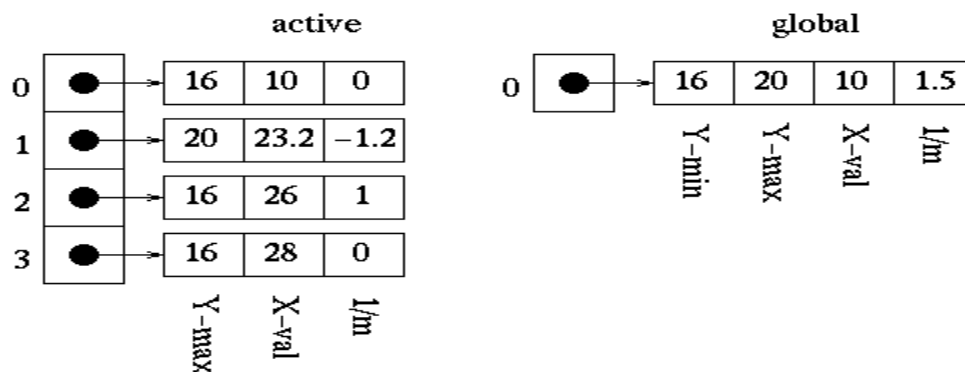 active global
0 16 10 0 0 16 20 10 1.5
1 20 23.2 −1.2
2 16 26 1
3 16 28 0
Y−min Y−max X−val 1/m
Y−max X−val 1/m